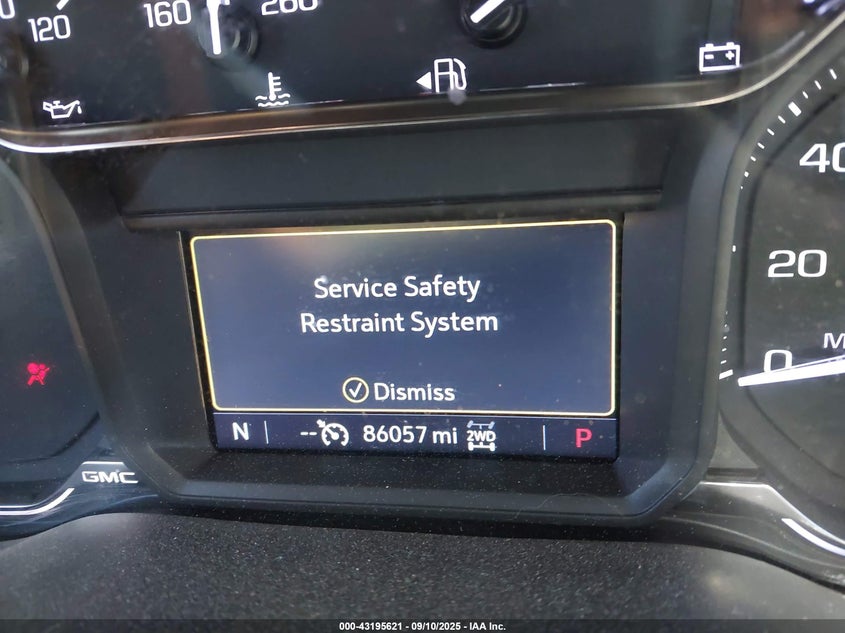 120
160
260
40
20
0
M
Service Safety
Restraint System
Dismiss
N
--
86057 mi
2WD
P
GMC
000-43195621 - 09/10/2025 - IAA Inc.